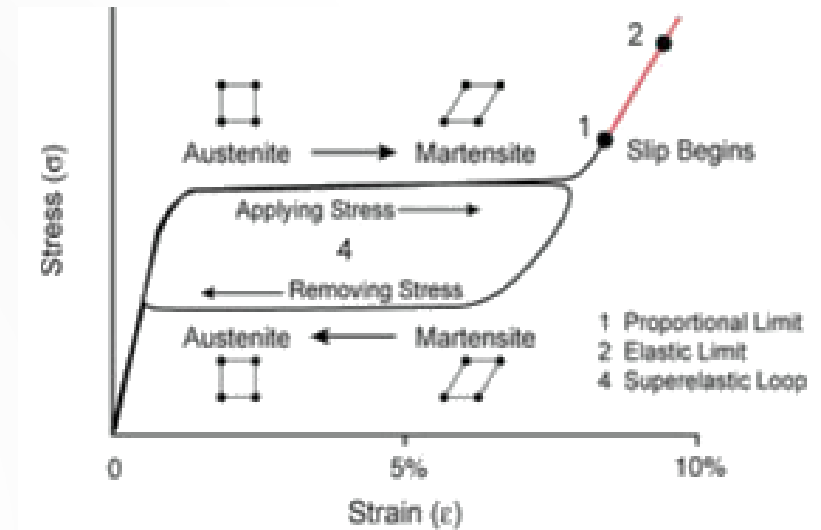 2
1
Slip Begins
Austenite Martensite
Applying Stress
4
Removing Stress
Austenite Martensite
1 Proportional Limit
2 Elastic Limit
4 Superelastic Loop
Stress (σ)
0 5% 10%
Strain (ε)